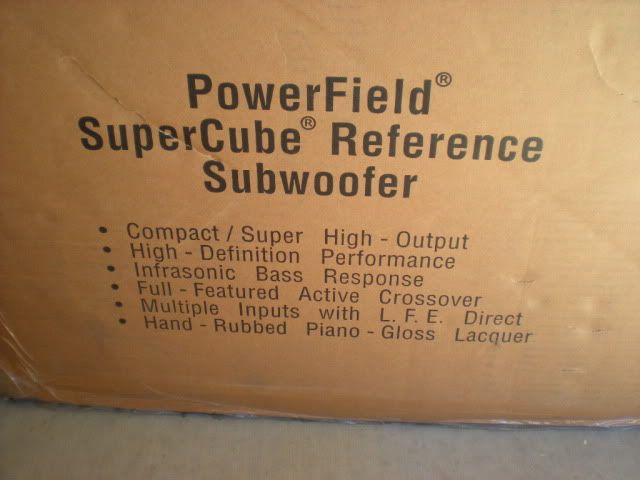 PowerField®
SuperCube® Reference
Subwoofer
• Compact / Super High - Output
• High - Definition Performance
• Infrasonic Bass Response
• Full - Featured Active Crossover
• Multiple Inputs with L. F. E. Direct
• Hand - Rubbed Piano - Gloss Lacquer